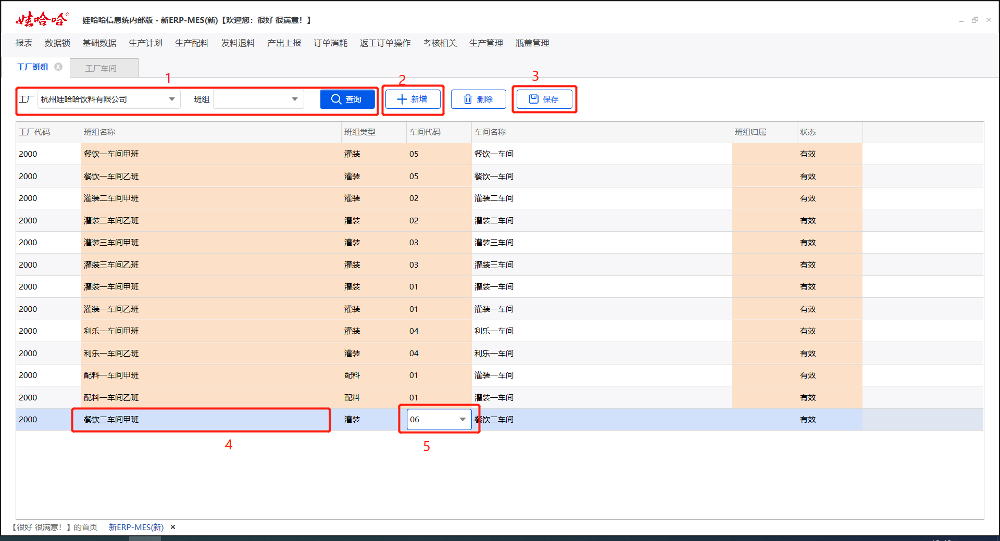 娃哈哈® 娃哈哈信息统内部版 - 新ERP-MES(新)【欢迎您：很好 很满意！】
报表 数据锁 基础数据 生产计划 生产配料 发料退料 产出上报 订单消耗 返工订单操作 考核相关 生产管理 瓶盖管理
工厂班组 工厂车间
1 2 3
工厂 杭州娃哈哈饮料有限公司 班组 查询 新增 删除 保存
工厂代码 班组名称 班组类型 车间代码 车间名称 班组归属 状态
2000 餐饮一车间甲班 灌装 05 餐饮一车间 有效
2000 餐饮一车间乙班 灌装 05 餐饮一车间 有效
2000 灌装二车间甲班 灌装 02 灌装二车间 有效
2000 灌装二车间乙班 灌装 02 灌装二车间 有效
2000 灌装三车间甲班 灌装 03 灌装三车间 有效
2000 灌装三车间乙班 灌装 03 灌装三车间 有效
2000 灌装一车间甲班 灌装 01 灌装一车间 有效
2000 灌装一车间乙班 灌装 01 灌装一车间 有效
2000 利乐一车间甲班 灌装 04 利乐一车间 有效
2000 利乐一车间乙班 灌装 04 利乐一车间 有效
2000 配料一车间甲班 配料 01 灌装一车间 有效
2000 配料一车间乙班 配料 01 灌装一车间 有效
2000 餐饮二车间甲班 灌装 06 餐饮二车间 有效
4 5
【很好 很满意！】的首页 新ERP-MES(新)